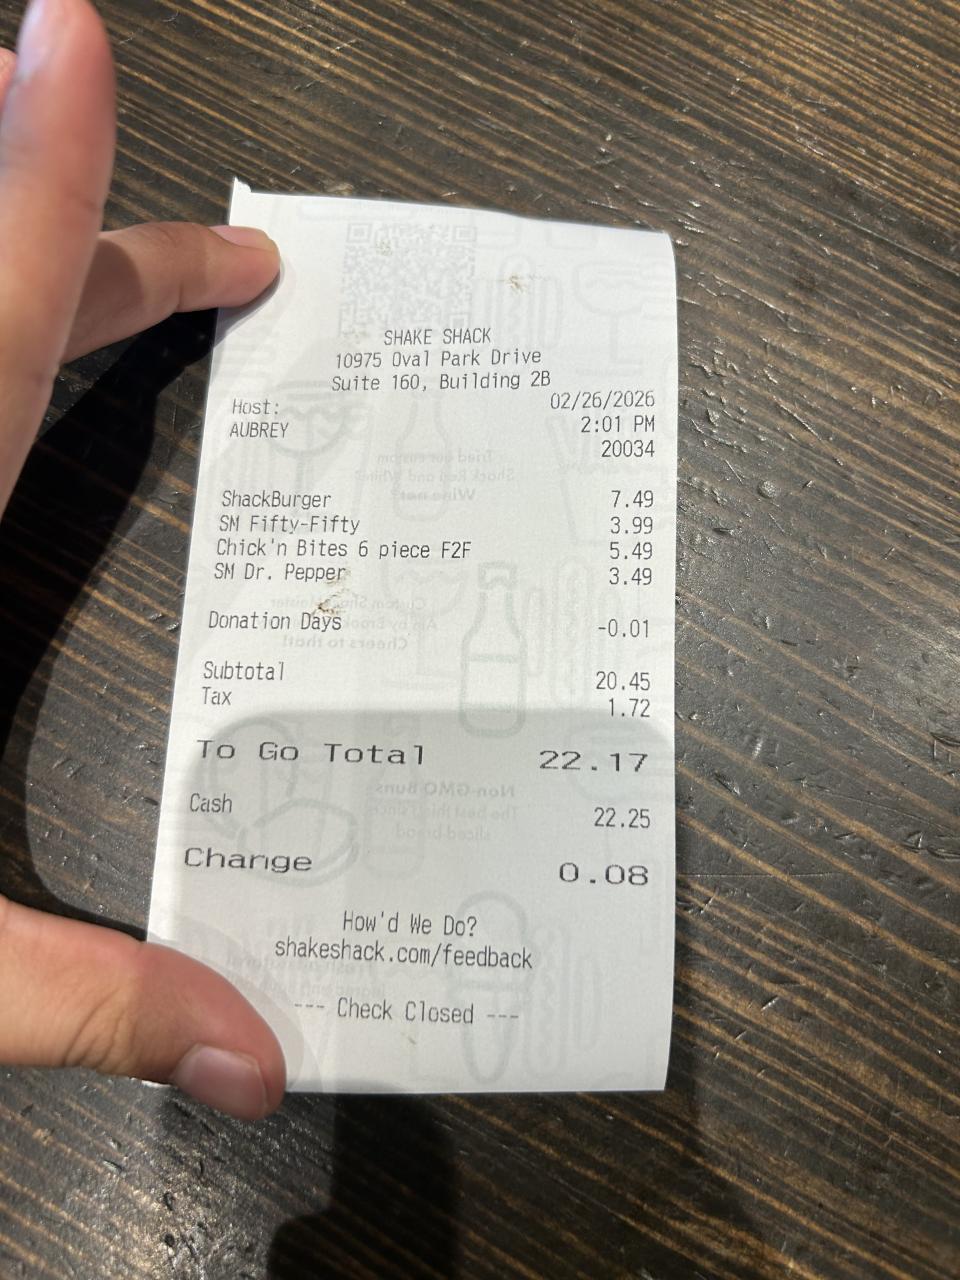 SHAKE SHACK
10975 Oval Park Drive
Suite 160, Building 2B
Host: 02/26/2026
AUBREY 2:01 PM
20034
ShackBurger 7.49
SM Fifty-Fifty 3.99
Chick'n Bites 6 piece F2F 5.49
SM Dr. Pepper 3.49
Donation Days -0.01
Subtotal 20.45
Tax 1.72
To Go Total 22.17
Cash 22.25
Change 0.08
How'd We Do?
shakeshack.com/feedback
--- Check Closed ---